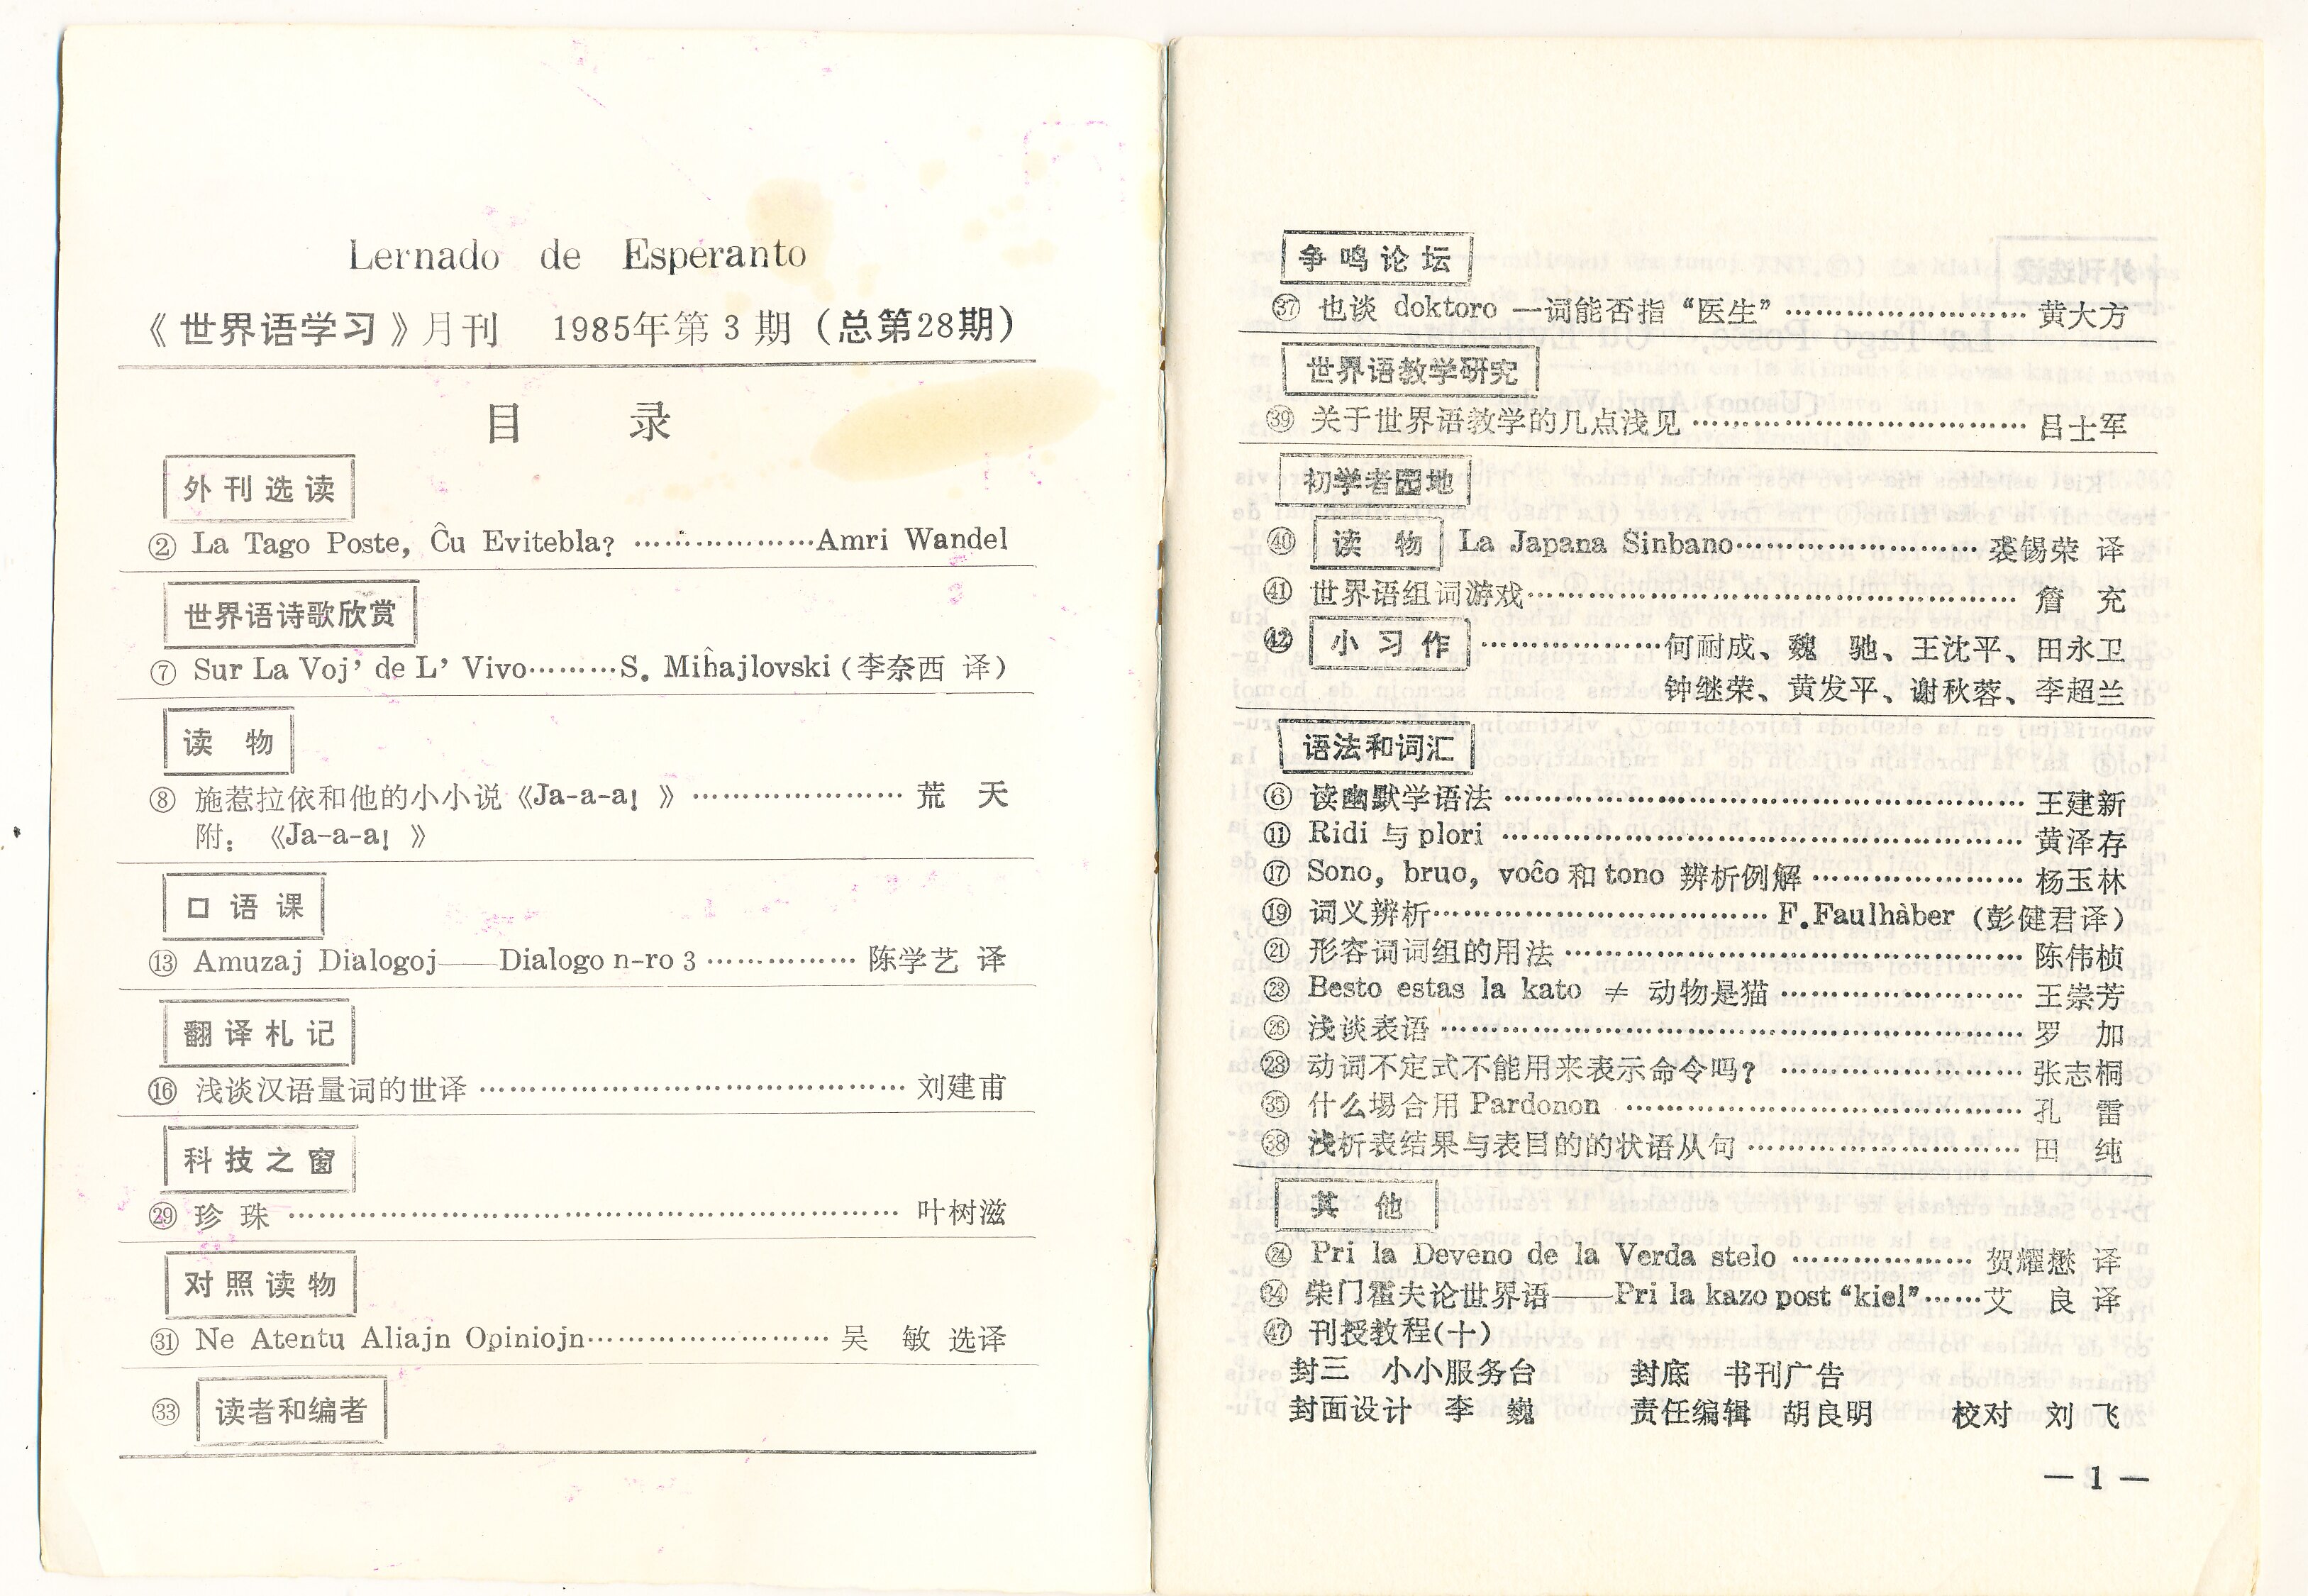 Lernado de Esperanto
《世界语学习》月刊 1985年第3期（总第28期）
目 录
外刊选读
② La Tago Poste, Ĉu Evitebla? ………………Amri Wandel
世界语诗歌欣赏
⑦ Sur La Voj’ de L’ Vivo………S. Miĥajlovski (李奈西 译)
读 物
⑧ 施惹拉依和他的小小说《Ja-a-a! 》 ………………… 荒 天
附：《Ja-a-a! 》
口语课
⑬ Amuzaj Dialogoj——Dialogo n-ro 3 …………… 陈学艺 译
翻译札记
⑯ 浅谈汉语量词的世译 …………………………………… 刘建甫
科技之窗
㉙ 珍 珠 …………………………………………………… 叶树滋
对照读物
㉛ Ne Atentu Aliajn Opiniojn…………………… 吴 敏 选译
㉝ 读者和编者
争鸣论坛
㊲ 也谈 doktoro 一词能否指“医生” …………………… 黄大方
世界语教学研究
㊴ 关于世界语教学的几点浅见 …………………………… 吕士军
初学者园地
㊵ 读 物 La Japana Sinbano…………………… 裘锡荣 译
㊶ 世界语组词游戏………………………………………… 詹 充
㊷ 小习作 ………………何耐成、魏 驰、王沈平、田永卫
钟继荣、黄发平、谢秋蓉、李超兰
语法和词汇
⑥ 读幽默学语法 …………………………………………… 王建新
⑪ Ridi 与 plori …………………………………………… 黄泽存
⑰ Sono, bruo, voĉo 和 tono 辨析例解 ………………… 杨玉林
⑲ 词义辨析…………………………… F.Faulhaber (彭健君译)
㉑ 形容词词组的用法 ……………………………………… 陈伟桢
㉓ Besto estas la kato ≠ 动物是猫 …………………… 王崇芳
㉖ 浅谈表语 ………………………………………………… 罗 加
㉘ 动词不定式不能用来表示命令吗？ …………………… 张志桐
㉟ 什么場合用 Pardonon ………………………………… 孔 雷
㊳ 浅析表结果与表目的的状语从句 ……………………… 田 纯
其 他
㉔ Pri la Deveno de la Verda stelo ……………… 贺耀懋 译
㉞ 柴门霍夫论世界语——Pri la kazo post “kiel”……艾 良 译
㊼ 刊授教程(十)
封三 小小服务台 封底 书刊广告
封面设计 李 巍 责任编辑 胡良明 校对 刘 飞
— 1 —